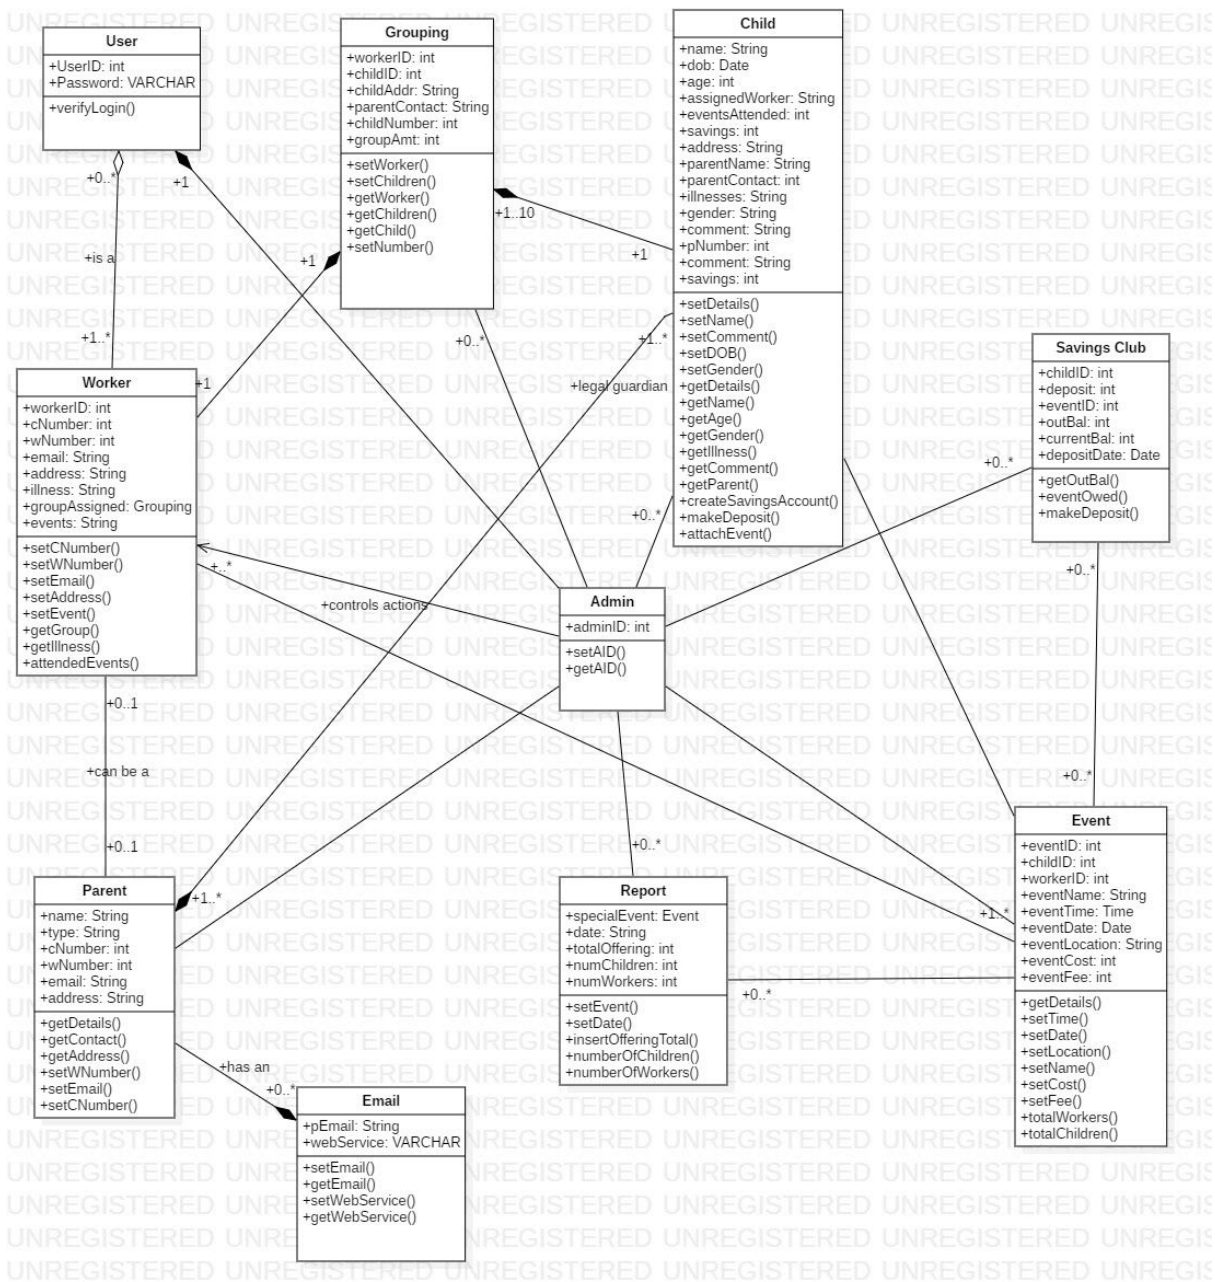 User
+UserID: int
+Password: VARCHAR
+verifyLogin()
+0..*
+1
+is a
+1..*
Grouping
+workerID: int
+childID: int
+childAddr: String
+parentContact: String
+childNumber: int
+groupAmt: int
+setWorker()
+setChildren()
+getWorker()
+getChildren()
+getChild()
+setNumber()
+1..10
+1
+1
+1
+0..*
Child
+name: String
+dob: Date
+age: int
+assignedWorker: String
+eventsAttended: int
+savings: int
+address: String
+parentName: String
+parentContact: int
+illnesses: String
+gender: String
+comment: String
+pNumber: int
+comment: String
+savings: int
+setDetails()
+setName()
+setComment()
+setDOB()
+setGender()
+getDetails()
+getName()
+getAge()
+getGender()
+getIllness()
+getComment()
+getParent()
+createSavingsAccount()
+makeDeposit()
+attachEvent()
+1..*
+legal guardian
+0..*
Savings Club
+childID: int
+deposit: int
+eventID: int
+outBal: int
+currentBal: int
+depositDate: Date
+getOutBal()
+eventOwed()
+makeDeposit()
+0..*
+0..*
+0..*
Worker
+workerID: int
+cNumber: int
+wNumber: int
+email: String
+address: String
+illness: String
+groupAssigned: Grouping
+events: String
+setCNumber()
+setWNumber()
+setEmail()
+setAddress()
+setEvent()
+getGroup()
+getIllness()
+attendedEvents()
+..*
+controls actions
+0..1
+can be a
+0..1
Admin
+adminID: int
+setAID()
+getAID()
+0..*
Parent
+name: String
+type: String
+cNumber: int
+wNumber: int
+email: String
+address: String
+getDetails()
+getContact()
+getAddress()
+setWNumber()
+setEmail()
+setCNumber()
+1..*
+has an
+0..*
Email
+pEmail: String
+webService: VARCHAR
+setEmail()
+getEmail()
+setWebService()
+getWebService()
Report
+specialEvent: Event
+date: String
+totalOffering: int
+numChildren: int
+numWorkers: int
+setEvent()
+setDate()
+insertOfferingTotal()
+numberOfChildren()
+numberOfWorkers()
+0..*
+1..*
Event
+eventID: int
+childID: int
+workerID: int
+eventName: String
+eventTime: Time
+eventDate: Date
+eventLocation: String
+eventCost: int
+eventFee: int
+getDetails()
+setTime()
+setDate()
+setLocation()
+setName()
+setCost()
+setFee()
+totalWorkers()
+totalChildren()
UNREGISTERED